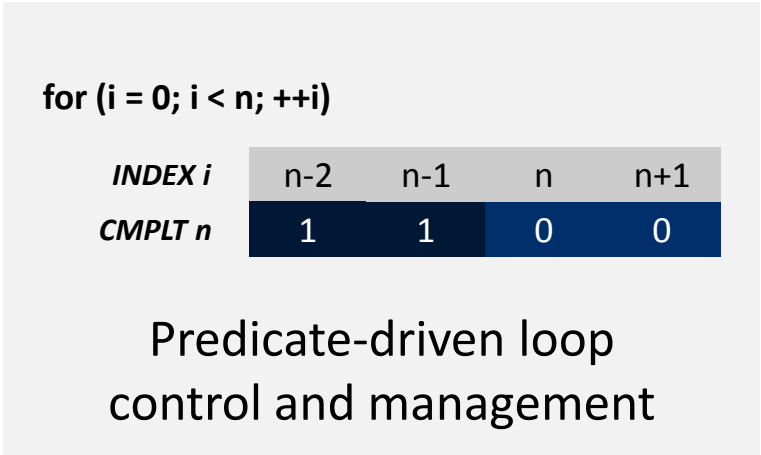 for (i = 0; i < n; ++i)
INDEX i n-2 n-1 n n+1
CMPLT n 1 1 0 0
Predicate-driven loop
control and management